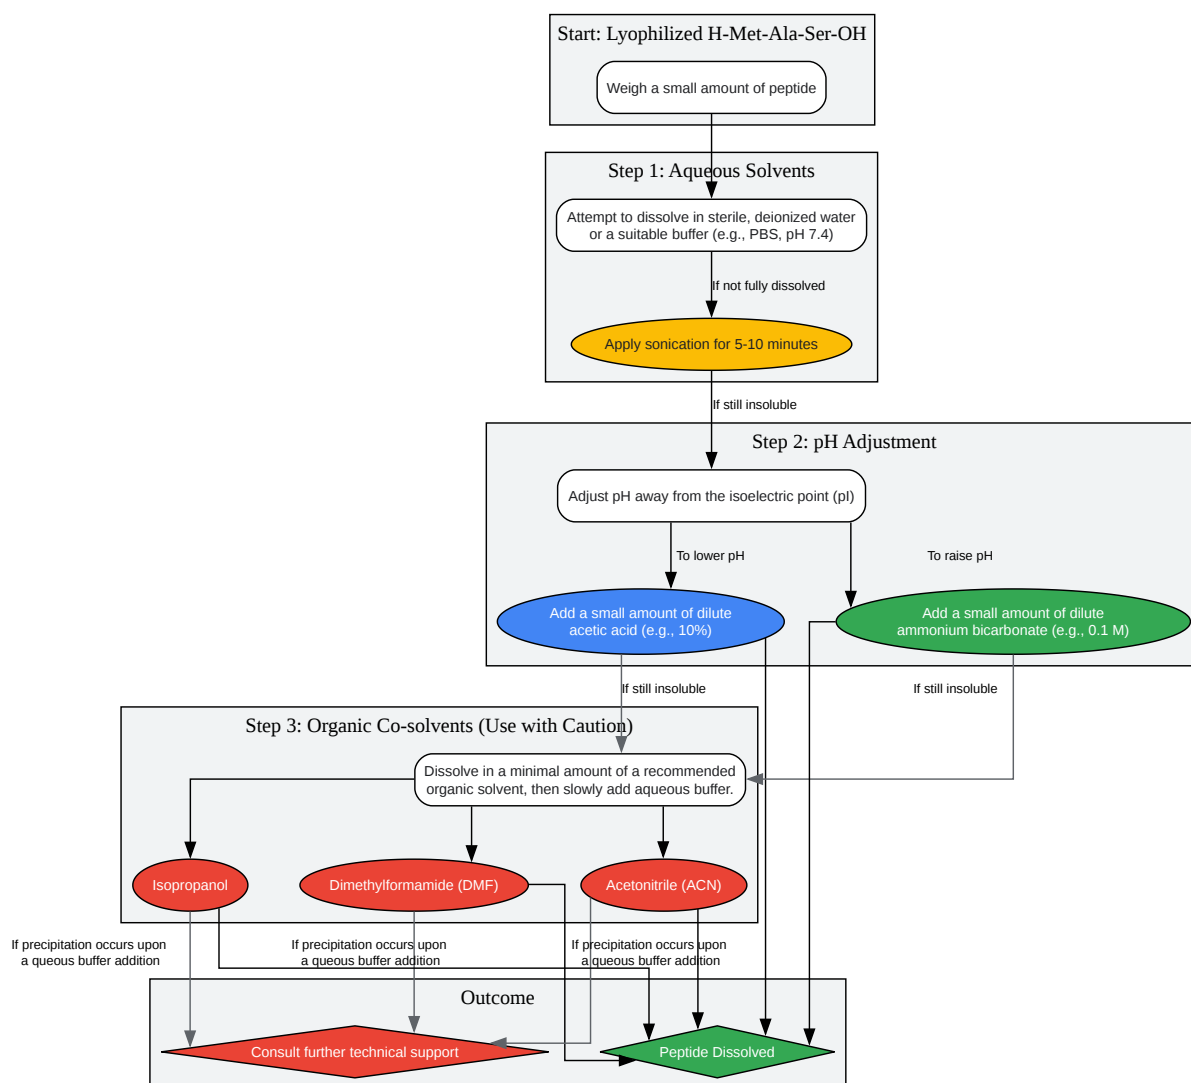 Start: Lyophilized H-Met-Ala-Ser-OH
Weigh a small amount of peptide
Step 1: Aqueous Solvents
Attempt to dissolve in sterile, deionized water
or a suitable buffer (e.g., PBS, pH 7.4)
If not fully dissolved
Apply sonication for 5-10 minutes
If still insoluble
Step 2: pH Adjustment
Adjust pH away from the isoelectric point (pI)
To lower pH
To raise pH
Add a small amount of dilute
acetic acid (e.g., 10%)
Add a small amount of dilute
ammonium bicarbonate (e.g., 0.1 M)
If still insoluble
If still insoluble
Step 3: Organic Co-solvents (Use with Caution)
Dissolve in a minimal amount of a recommended
organic solvent, then slowly add aqueous buffer.
Isopropanol
Dimethylformamide (DMF)
Acetonitrile (ACN)
If precipitation occurs upon
a queous buffer addition
If precipitation occurs upon
a queous buffer addition
If precipitation occurs upon
a queous buffer addition
Outcome
Consult further technical support
Peptide Dissolved